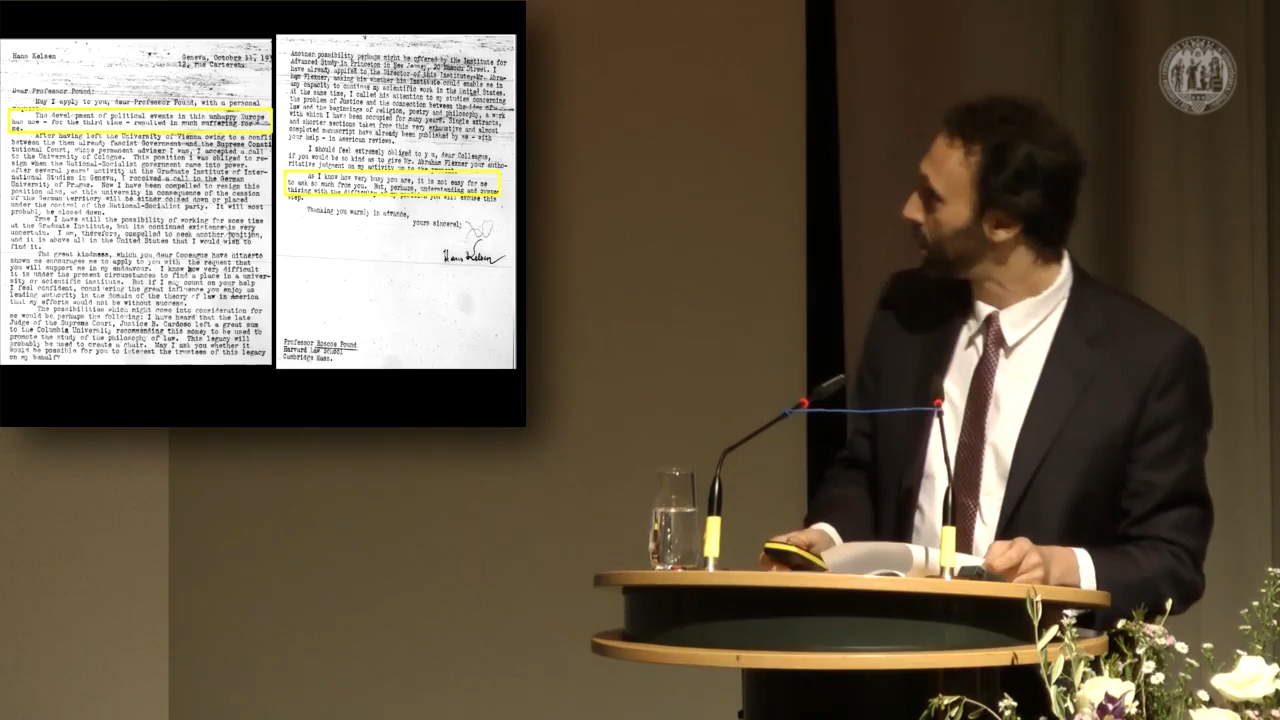 Hans Kelsen
Geneva, Octobre 11, 193
12, rue Carteret.
Dear Professor Pound:
May I apply to you, dear Professor Pound, with a personal
The development of political events in this unhappy Europe
has now - for the third time - resulted in much suffering for
me.
After having left the University of Vienna owing to a confli
between the then already fascist Government and the Supreme Consti
tutional Court, whose permanent adviser I was, I accepted a call
to the University of Cologne. This position I was obliged to re-
sign when the National-Socialist government came into power.
After several years' activity at the Graduate Institute of Inter-
national Studies in Geneva, I received a call to the German
University of Prague. Now I have been compelled to resign this
position also, as this university in consequence of the cession
of the German territory will be either colsed down or placed
under the control of the National-Socialist party. It will most
probably be closed down.
True I have still the possibility of working for some time
at the Graduate Institute, but its continued existence is very
uncertain. I am, therefore, compelled to seek another position,
and it is above all in the United States that I would wish to
find it.
The great kindness, which you dear Colleague have hitherto
shown me encourages me to apply to you with the request that
you will support me in my endeavour. I know how very difficult
it is under the present circumstances to find a place in a univer-
sity or scientific institute. But if I may count on your help
I feel confident, considering the great influence you enjoy as
leading authority in the domain of the theory of law in America
that my efforts would not be without success.
The possibilities which might come into consideration for
me would be perhaps the following: I have heard that the late
Judge of the Supreme Court, Justice B. Cardoso left a great sum
to the Columbia University, recommending this money to be used to
promote the study of the philosophy of law. This legacy will
probably be used to create a chair. May I ask you whether it
would be possible for you to interest the trustees of this legacy
on my behalf?
Another possibility perhaps might be offered by the Institute for
Advanced Study in Princeton in New Jersey, 20 Nassau Street. I
have already applied to the Director of this Institute, Mr. Abra-
ham Flexner, asking him whether his Institute could enable me in
any capacity to continue my scientific work in the United States.
At the same time, I called his attention to my studies concerning
the problem of Justice and the connection between the idea of
law and the beginnings of religion, poetry and philosophy, a work
with which I have been occupied for many years. Single extracts,
and shorter sections taken from this very exhaustive and almost
completed manuscript have already been published by me - with
your help - in American reviews.
I should feel extremely obliged to you, dear Colleague,
if you would be so kind as to give Mr. Abraham Flexner your autho-
ritative judgment on my activity up to the
As I know how very busy you are, it is not easy for me
to ask so much from you. But, perhaps, understanding and sympa
thizing with the difficulty of my position you will excuse this
step.
Thanking you warmly in advance,
yours sincerely
Hans Kelsen
Professor Roscoe Pound
Harvard Law School
Cambridge Mass.